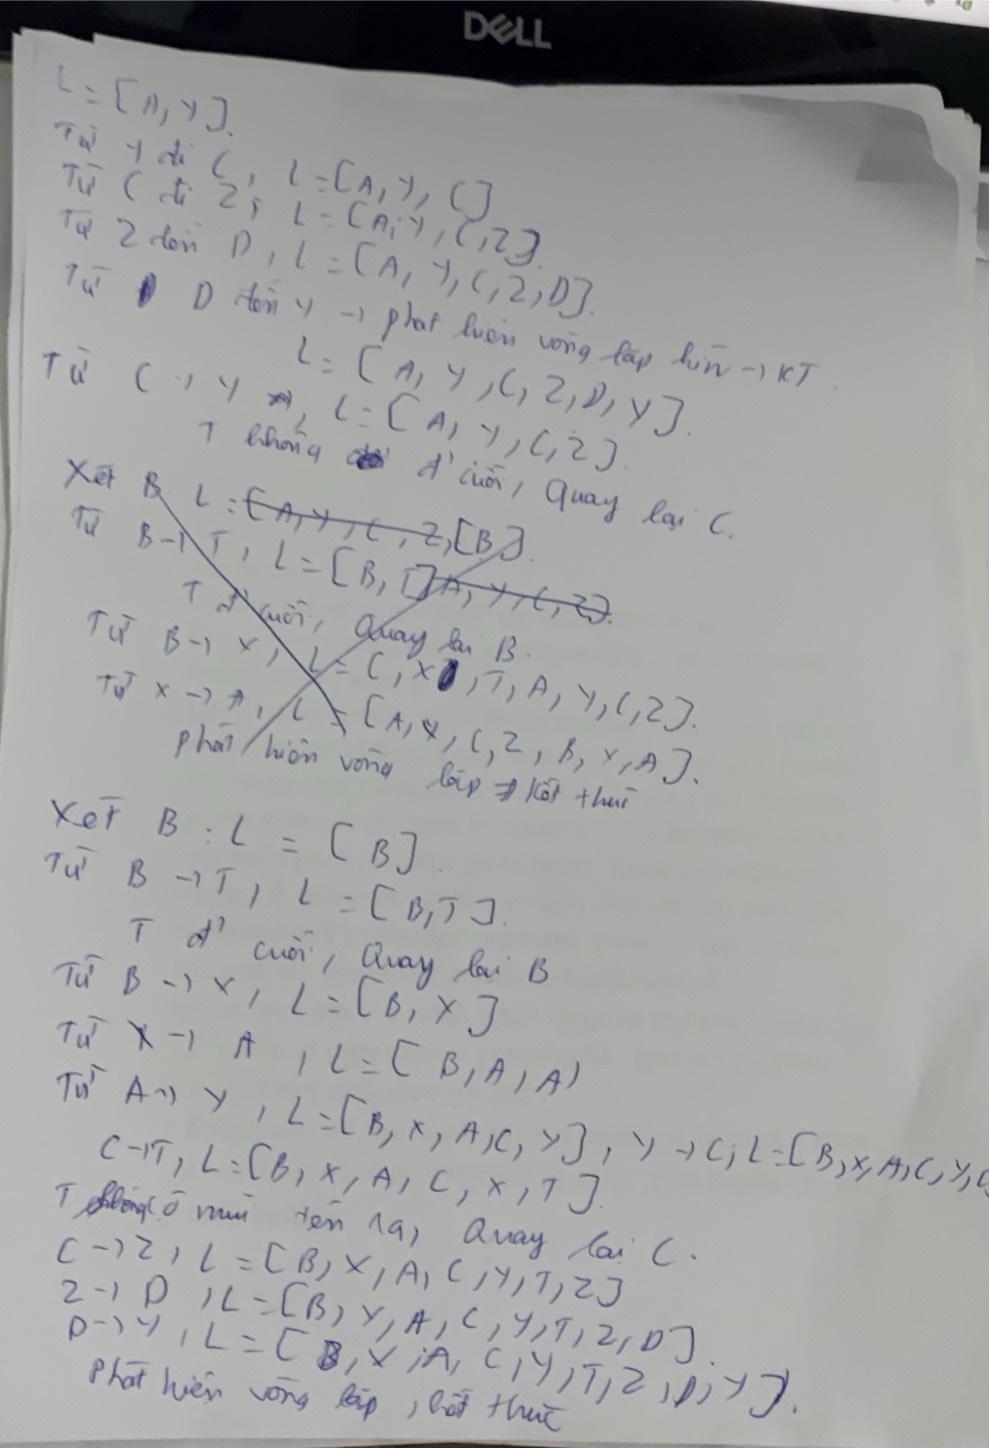 DELL
L = [A, Y].
Từ Y đi C, L = [A, Y, C]
Từ C đi Z, L = [A, Y, C, Z].
Từ Z đến D, L = [A, Y, C, Z, D].
Từ D đến Y → phát hiện vòng lặp → KT.
L = [A, Y, C, Z, D, Y].
Từ C → Y, L = [A, Y, C, Z].
T không đ' cuối, Quay lại C.
Xét B L = [A, Y, C, Z, [B].
Từ B → T, L = [B, T] A, Y, C, Z].
T đ' cuối, Quay lại B.
Từ B → X, L = C, X, T, A, Y, C, Z].
Từ X → A, L = [A, Y, C, Z, B, X, A].
phát hiện vòng lặp → kết thúc
Xét B : L = [B]
Từ B → T, L = [B, T].
T đ' cuối, Quay lại B
Từ B → X, L = [B, X]
Từ X → A, L = [B, A, A)
Từ A → Y, L = [B, X, A, C, Y], Y → C, L = [B, X, A, C, Y,
C → T, L = [B, X, A, C, X, T].
T không có mũi tên ra, Quay lại C.
C → Z, L = [B, X, A, C, Y, T, Z]
Z → D, L = [B, Y, A, C, Y, T, Z, D].
D → Y, L = [B, X, A, C, Y, T, Z, D, Y].
Phát hiện vòng lặp, kết thúc